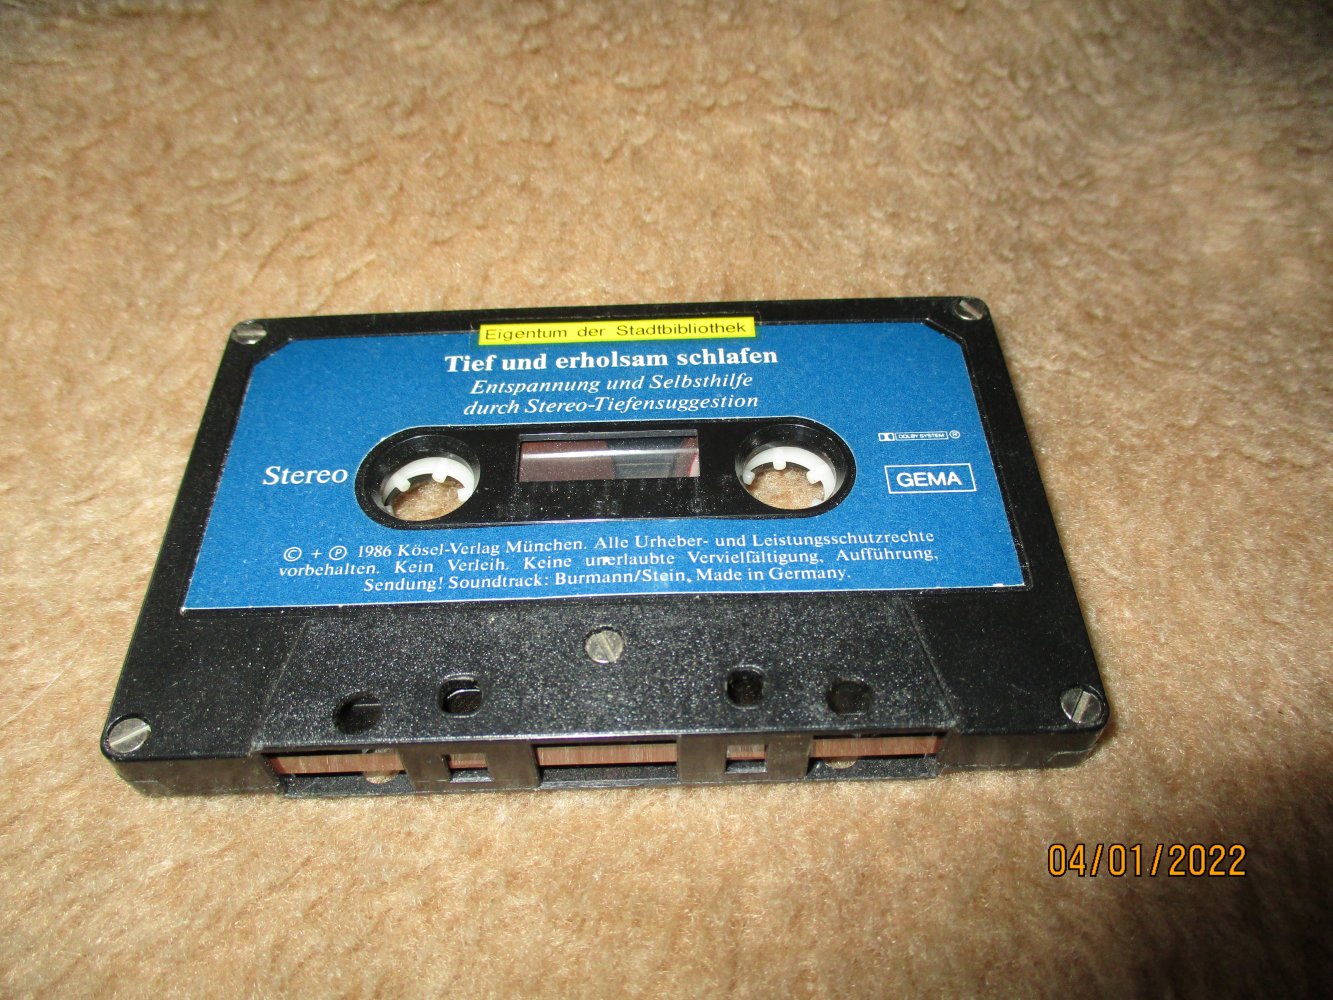 Eigentum der Stadtbibliothek
Tief und erholsam schlafen
Entspannung und Selbsthilfe
durch Stereo-Tiefensuggestion
Stereo
DOLBY SYSTEM ®
GEMA
© + ℗ 1986 Kösel-Verlag München. Alle Urheber- und Leistungsschutzrechte
vorbehalten. Kein Verleih. Keine unerlaubte Vervielfältigung, Aufführung,
Sendung! Soundtrack: Burmann/Stein, Made in Germany.
04/01/2022